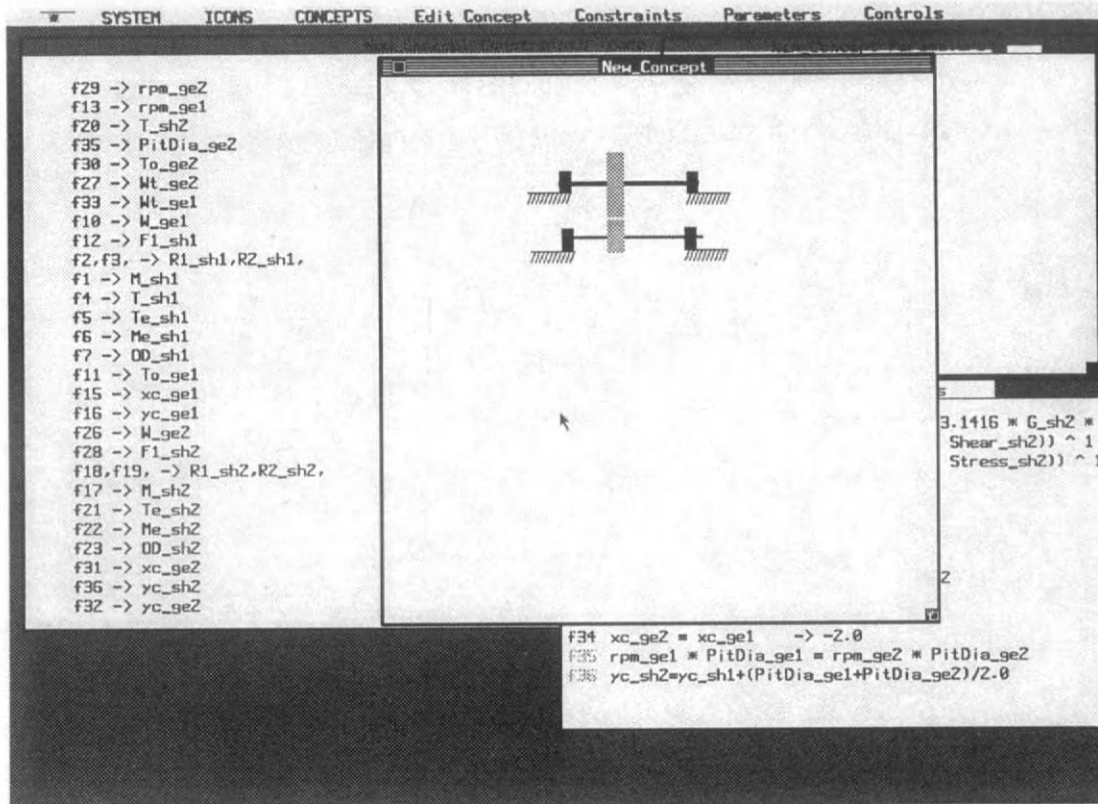 SYSTEM ICONS CONCEPTS Edit Concept Constraints Parameters Controls
New_Concept
f29 -> rpm_ge2
f13 -> rpm_ge1
f20 -> T_sh2
f35 -> PitDia_ge2
f30 -> To_ge2
f27 -> Wt_ge2
f33 -> Wt_ge1
f10 -> W_ge1
f12 -> F1_sh1
f2,f3, -> R1_sh1,R2_sh1,
f1 -> M_sh1
f4 -> T_sh1
f5 -> Te_sh1
f6 -> Me_sh1
f7 -> OD_sh1
f11 -> To_ge1
f15 -> xc_ge1
f16 -> yc_ge1
f26 -> W_ge2
f28 -> F1_sh2
f18,f19, -> R1_sh2,R2_sh2,
f17 -> M_sh2
f21 -> Te_sh2
f22 -> Me_sh2
f23 -> OD_sh2
f31 -> xc_ge2
f36 -> yc_sh2
f32 -> yc_ge2
s
3.1416 * G_sh2 *
Shear_sh2)) ^ 1
Stress_sh2)) ^ 1
2
f34 xc_ge2 = xc_ge1 -> -2.0
f35 rpm_ge1 * PitDia_ge1 = rpm_ge2 * PitDia_ge2
f36 yc_sh2=yc_sh1+(PitDia_ge1+PitDia_ge2)/2.0